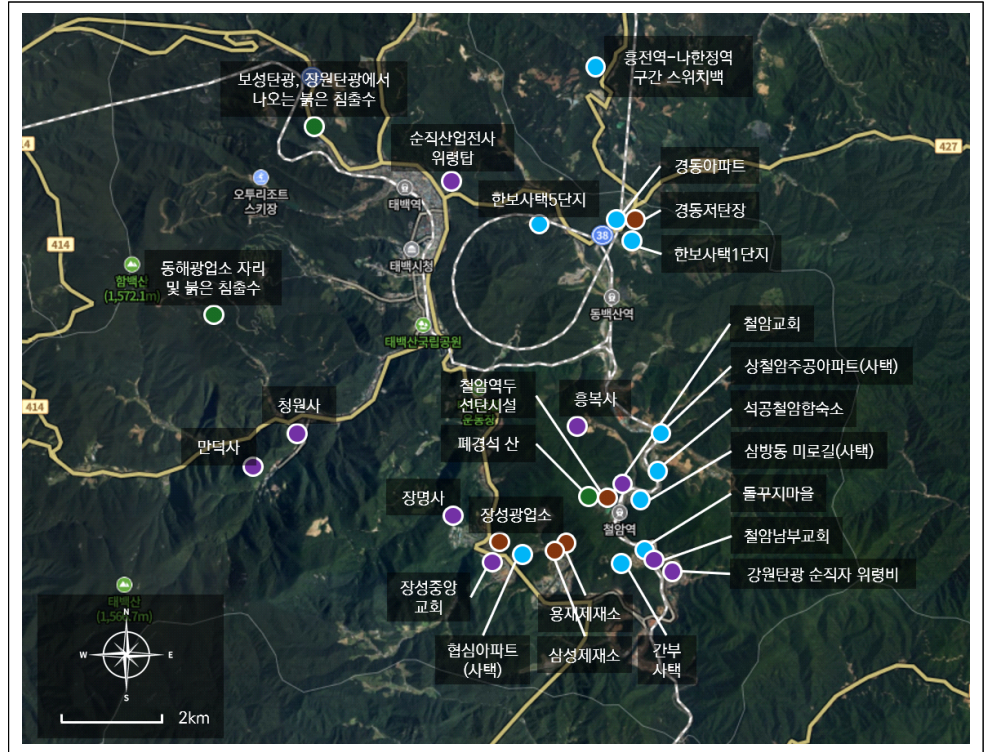 흥전역-나한정역
구간 스위치백
보성탄광, 장원탄광에서
나오는 붉은 침출수
427
순직산업전사
위령탑
경동아파트
오투리조트
스키장
태백역
한보사택5단지
경동저탄장
38
414
한보사택1단지
태백시청
동해광업소 자리
및 붉은 침출수
함백산
(1,572.1m)
동백산역
태백산국립공원
철암교회
상철암주공아파트(사택)
철암역두
선탄시설
흥복사
414
청원사
석공철암합숙소
만덕사
폐경석 산
삼방동 미로길(사택)
장명사
장성광업소
철암역
돌꾸지마을
철암남부교회
강원탄광 순직자 위령비
장성중앙
교회
태백산
용재제재소
협심아파트
(사택)
삼성제재소
간부
사택
N
W
E
S
2km